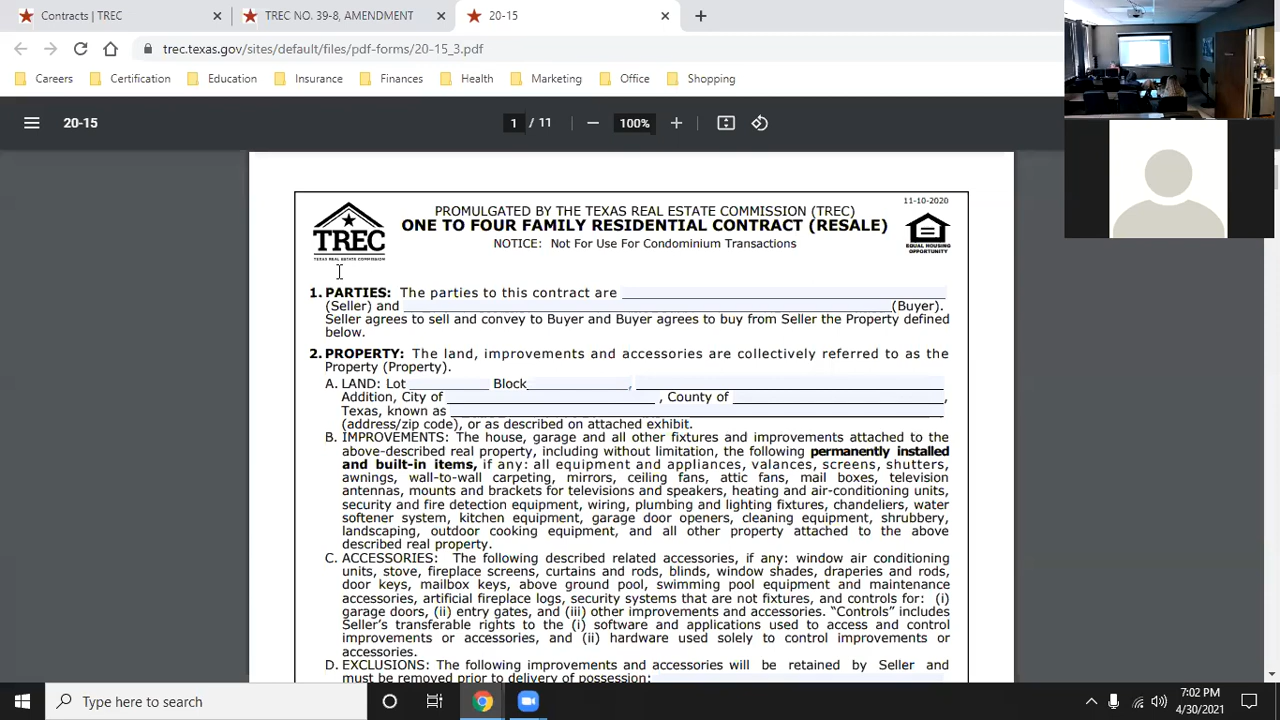 Contracts | TREC
TREC NO. 39-8, AMENDMENT
20-15
trec.texas.gov/sites/default/files/pdf-forms/20-15_3.pdf
Careers Certification Education Insurance Finances Health Marketing Office Shopping
20-15
1 / 11
100%
11-10-2020
TREC
TEXAS REAL ESTATE COMMISSION
PROMULGATED BY THE TEXAS REAL ESTATE COMMISSION (TREC)
ONE TO FOUR FAMILY RESIDENTIAL CONTRACT (RESALE)
NOTICE: Not For Use For Condominium Transactions
EQUAL HOUSING
OPPORTUNITY
1. PARTIES: The parties to this contract are
(Seller) and (Buyer).
Seller agrees to sell and convey to Buyer and Buyer agrees to buy from Seller the Property defined
below.
2. PROPERTY: The land, improvements and accessories are collectively referred to as the
Property (Property).
A. LAND: Lot Block ,
Addition, City of , County of ,
Texas, known as
(address/zip code), or as described on attached exhibit.
B. IMPROVEMENTS: The house, garage and all other fixtures and improvements attached to the
above-described real property, including without limitation, the following permanently installed
and built-in items, if any: all equipment and appliances, valances, screens, shutters,
awnings, wall-to-wall carpeting, mirrors, ceiling fans, attic fans, mail boxes, television
antennas, mounts and brackets for televisions and speakers, heating and air-conditioning units,
security and fire detection equipment, wiring, plumbing and lighting fixtures, chandeliers, water
softener system, kitchen equipment, garage door openers, cleaning equipment, shrubbery,
landscaping, outdoor cooking equipment, and all other property attached to the above
described real property.
C. ACCESSORIES: The following described related accessories, if any: window air conditioning
units, stove, fireplace screens, curtains and rods, blinds, window shades, draperies and rods,
door keys, mailbox keys, above ground pool, swimming pool equipment and maintenance
accessories, artificial fireplace logs, security systems that are not fixtures, and controls for: (i)
garage doors, (ii) entry gates, and (iii) other improvements and accessories. “Controls” includes
Seller’s transferable rights to the (i) software and applications used to access and control
improvements or accessories, and (ii) hardware used solely to control improvements or
accessories.
D. EXCLUSIONS: The following improvements and accessories will be retained by Seller and
must be removed prior to delivery of possession:
Type here to search
7:02 PM
4/30/2021